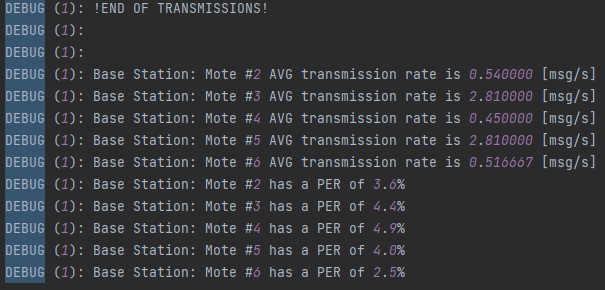 DEBUG (1): !END OF TRANSMISSIONS!
DEBUG (1):
DEBUG (1):
DEBUG (1): Base Station: Mote #2 AVG transmission rate is 0.540000 [msg/s]
DEBUG (1): Base Station: Mote #3 AVG transmission rate is 2.810000 [msg/s]
DEBUG (1): Base Station: Mote #4 AVG transmission rate is 0.450000 [msg/s]
DEBUG (1): Base Station: Mote #5 AVG transmission rate is 2.810000 [msg/s]
DEBUG (1): Base Station: Mote #6 AVG transmission rate is 0.516667 [msg/s]
DEBUG (1): Base Station: Mote #2 has a PER of 3.6%
DEBUG (1): Base Station: Mote #3 has a PER of 4.4%
DEBUG (1): Base Station: Mote #4 has a PER of 4.9%
DEBUG (1): Base Station: Mote #5 has a PER of 4.0%
DEBUG (1): Base Station: Mote #6 has a PER of 2.5%